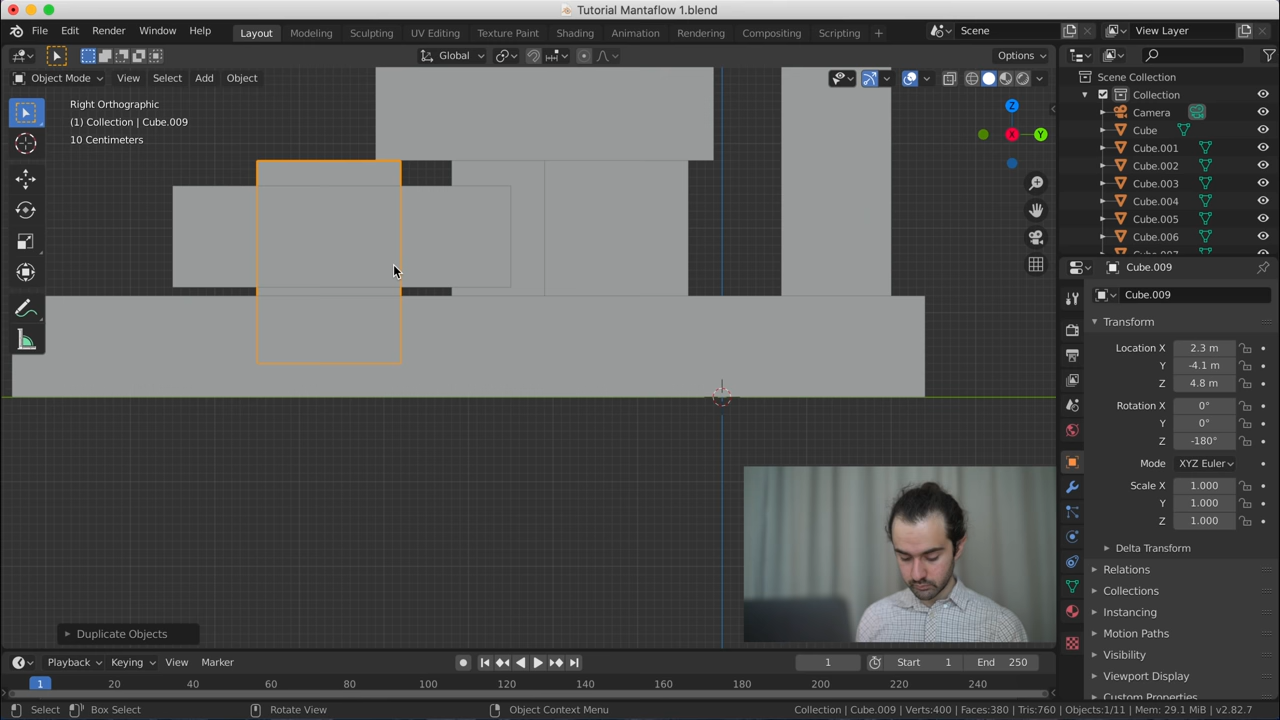 Tutorial Mantaflow 1.blend
File Edit Render Window Help Layout Modeling Sculpting UV Editing Texture Paint Shading Animation Rendering Compositing Scripting + Scene View Layer
Global Options
Object Mode View Select Add Object
Right Orthographic
(1) Collection | Cube.009
10 Centimeters
Z
Y
X
Scene Collection
Collection
Camera
Cube
Cube.001
Cube.002
Cube.003
Cube.004
Cube.005
Cube.006
Cube.009
Cube.009
Transform
Location X 2.3 m
Y -4.1 m
Z 4.8 m
Rotation X 0°
Y 0°
Z -180°
Mode XYZ Euler
Scale X 1.000
Y 1.000
Z 1.000
Delta Transform
Relations
Collections
Instancing
Motion Paths
Visibility
Viewport Display
Custom Properties
Duplicate Objects
Playback Keying View Marker 1 Start 1 End 250
1 20 40 60 80 100 120 140 160 180 200 220 240
Select Box Select Rotate View Object Context Menu Collection | Cube.009 | Verts:400 | Faces:380 | Tris:760 | Objects:1/11 | Mem: 29.1 MiB | v2.82.7